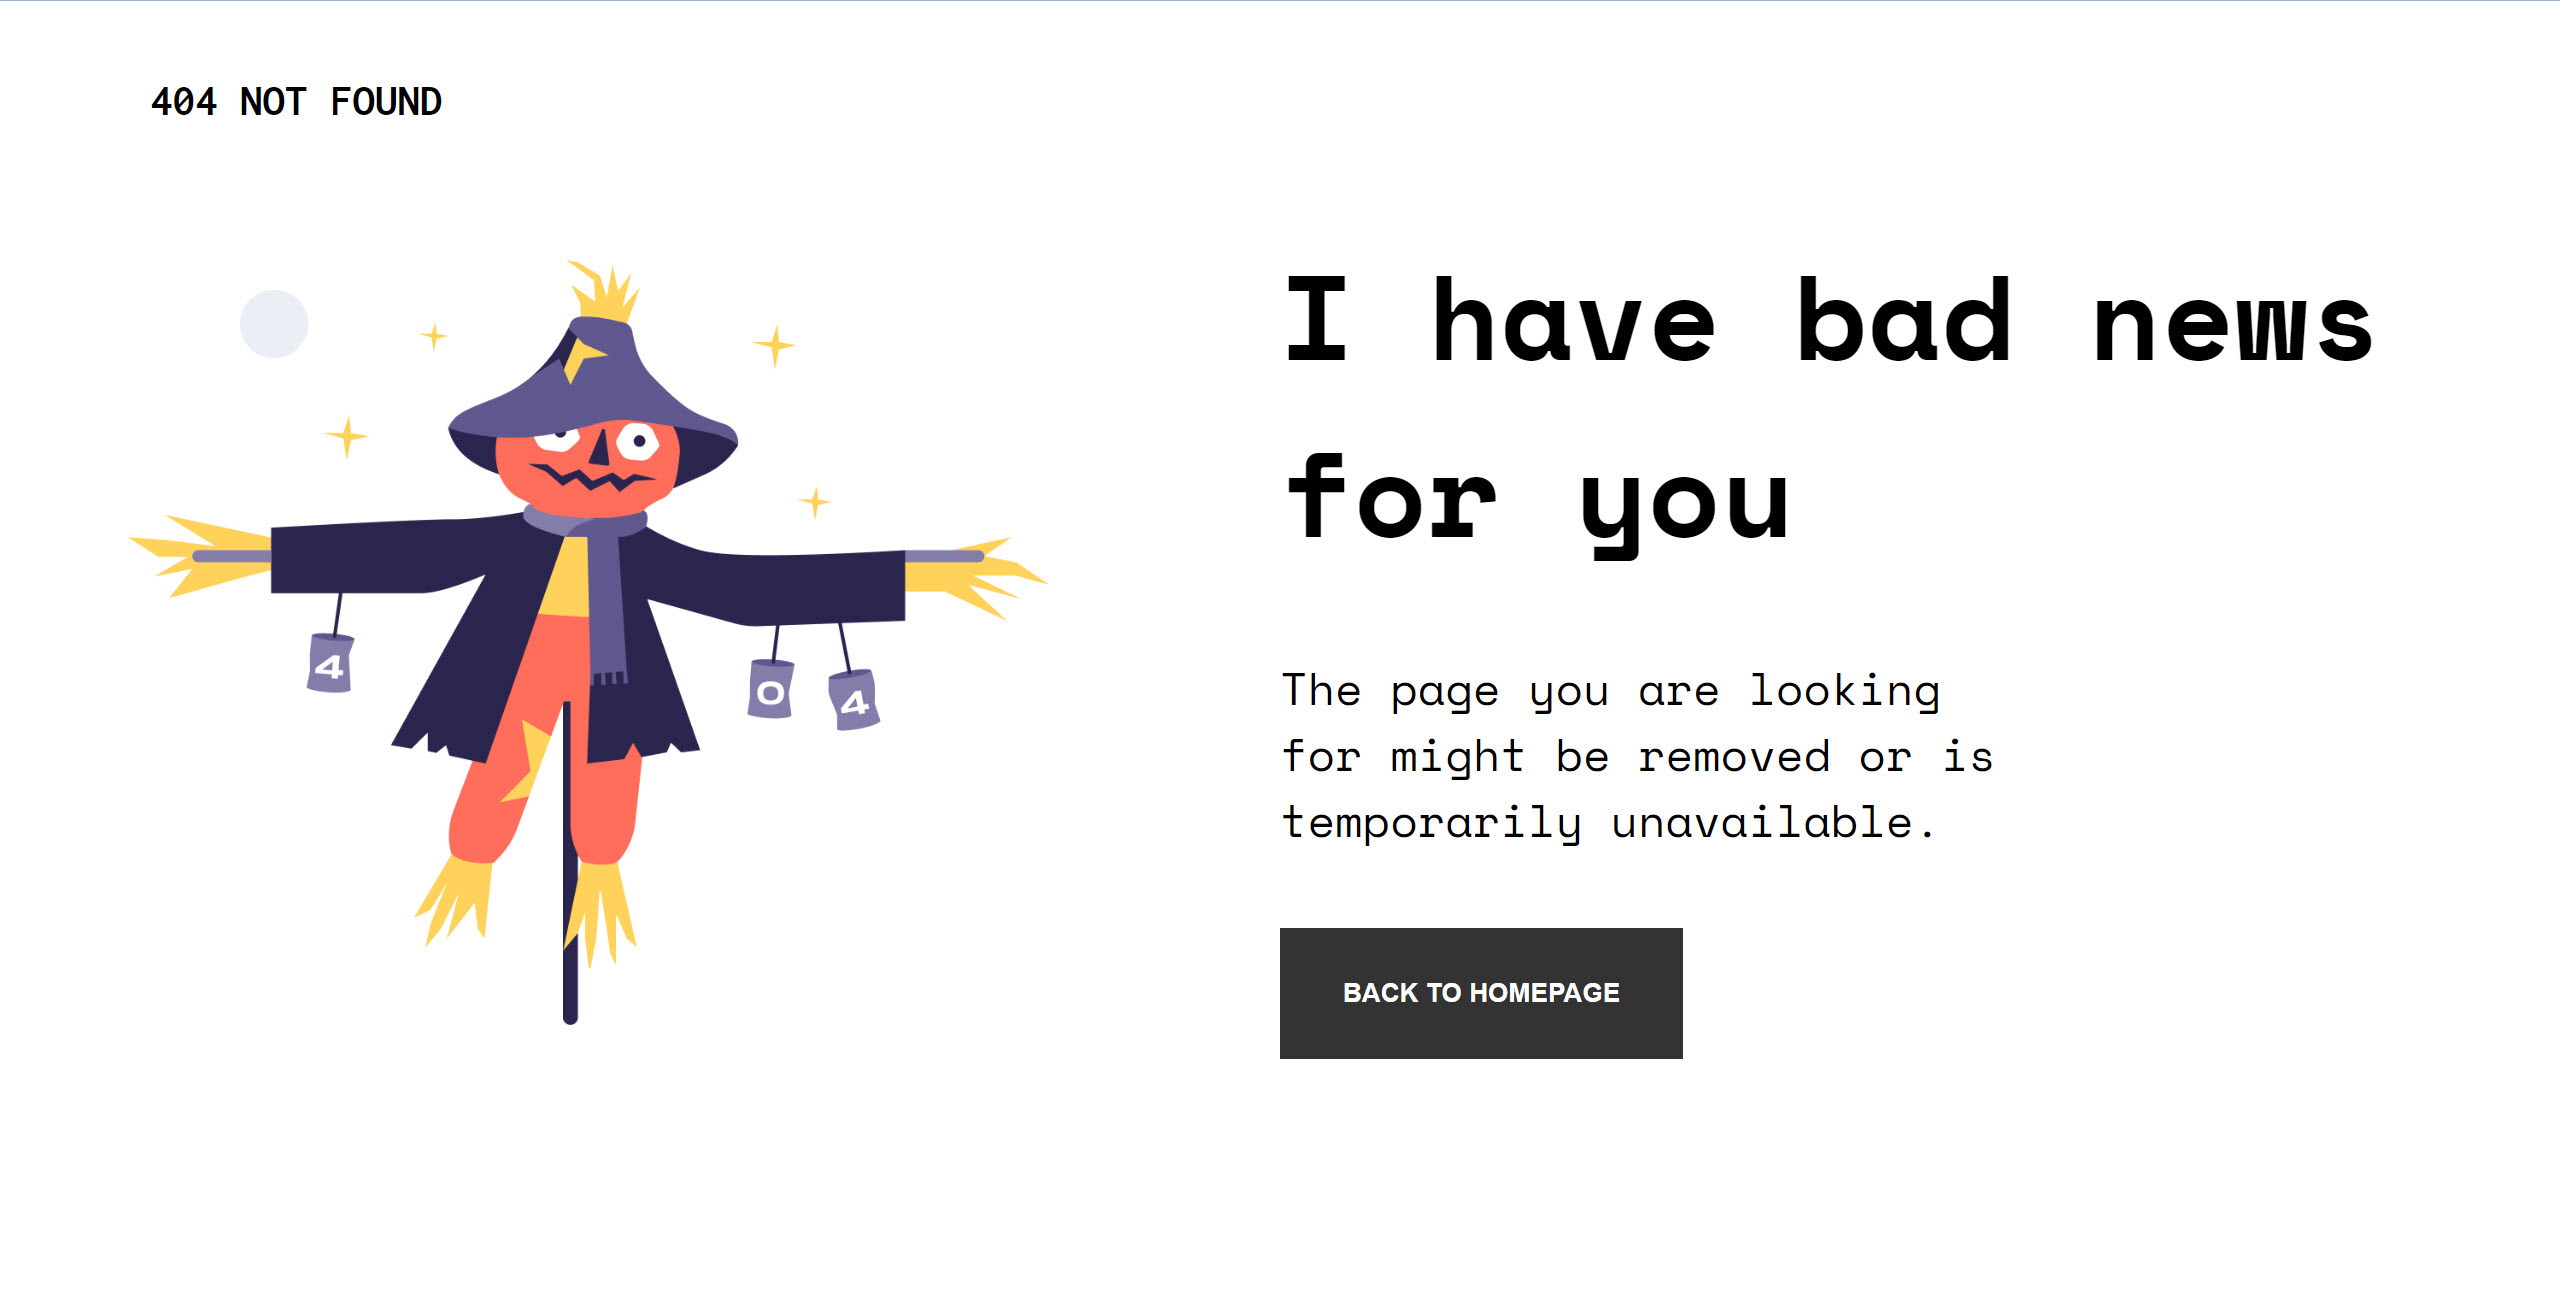 404 NOT FOUND
4
0
4
I have bad news
for you
The page you are looking
for might be removed or is
temporarily unavailable.
BACK TO HOMEPAGE